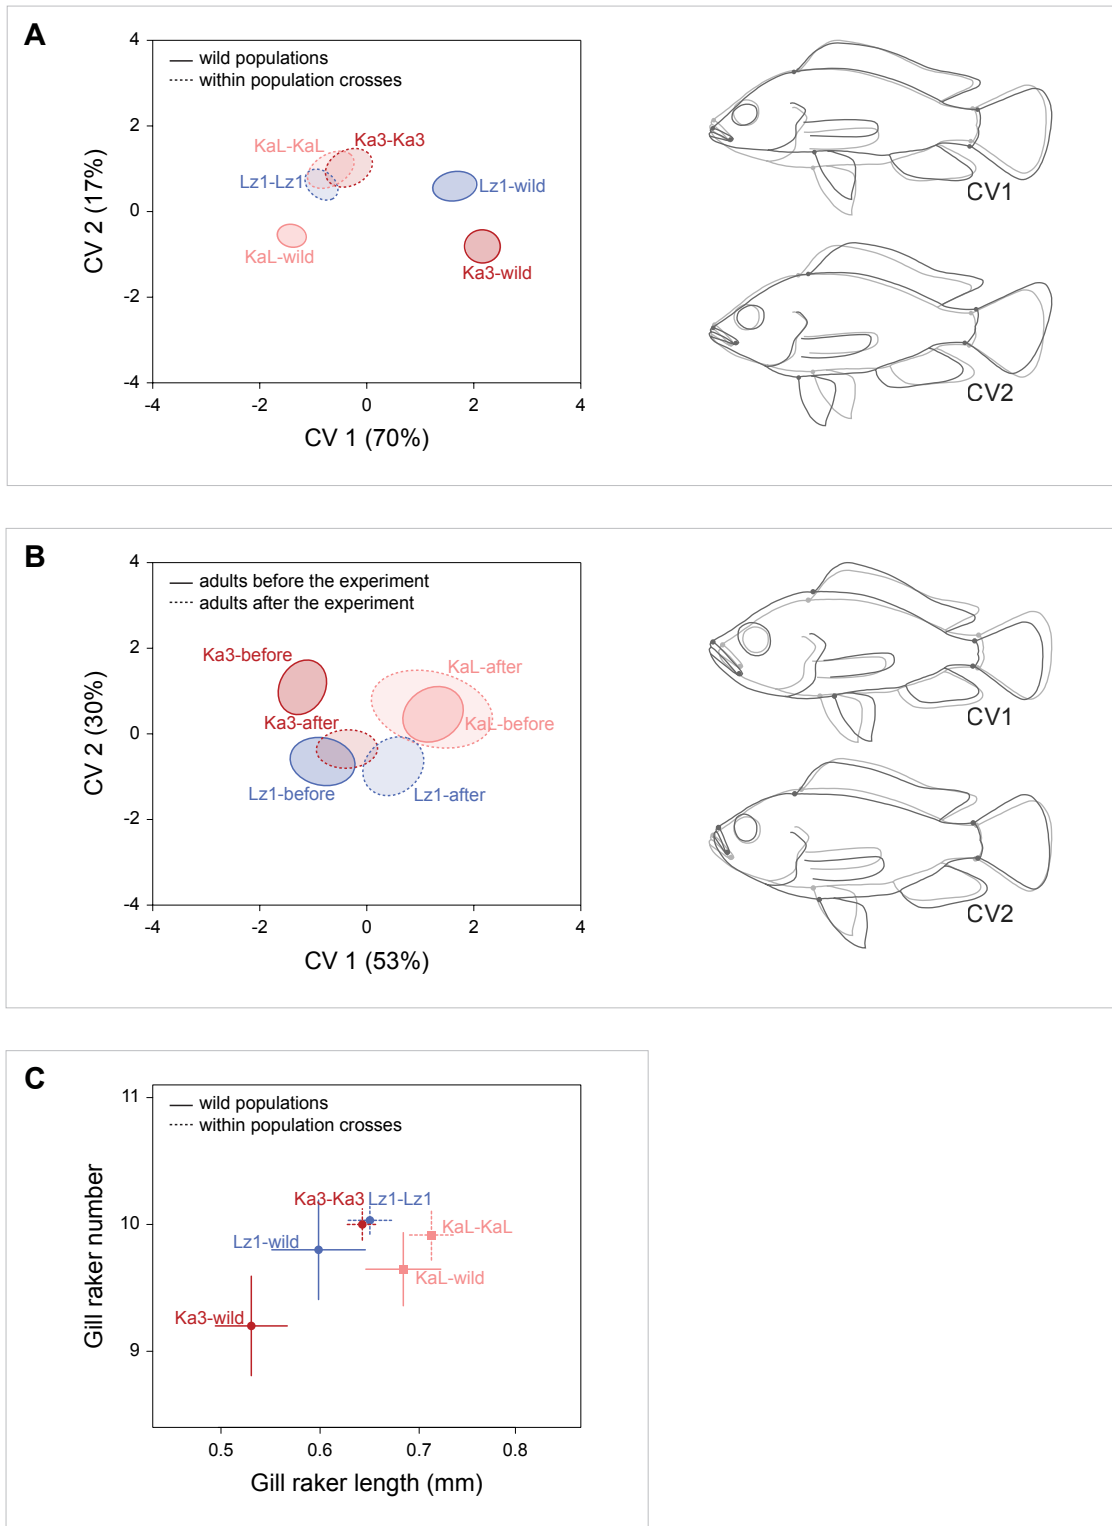 A
4
2
0
-2
-4
-4
-2
0
2
4
CV 2 (17%)
CV 1 (70%)
wild populations
within population crosses
KaL-KaL
Ka3-Ka3
Lz1-Lz1
Lz1-wild
KaL-wild
Ka3-wild
CV1
CV2
B
4
2
0
-2
-4
-4
-2
0
2
4
CV 2 (30%)
CV 1 (53%)
adults before the experiment
adults after the experiment
Ka3-before
KaL-after
Ka3-after
KaL-before
Lz1-before
Lz1-after
CV1
CV2
C
11
10
9
0.5
0.6
0.7
0.8
Gill raker number
Gill raker length (mm)
wild populations
within population crosses
Ka3-Ka3
Lz1-Lz1
KaL-KaL
Lz1-wild
KaL-wild
Ka3-wild